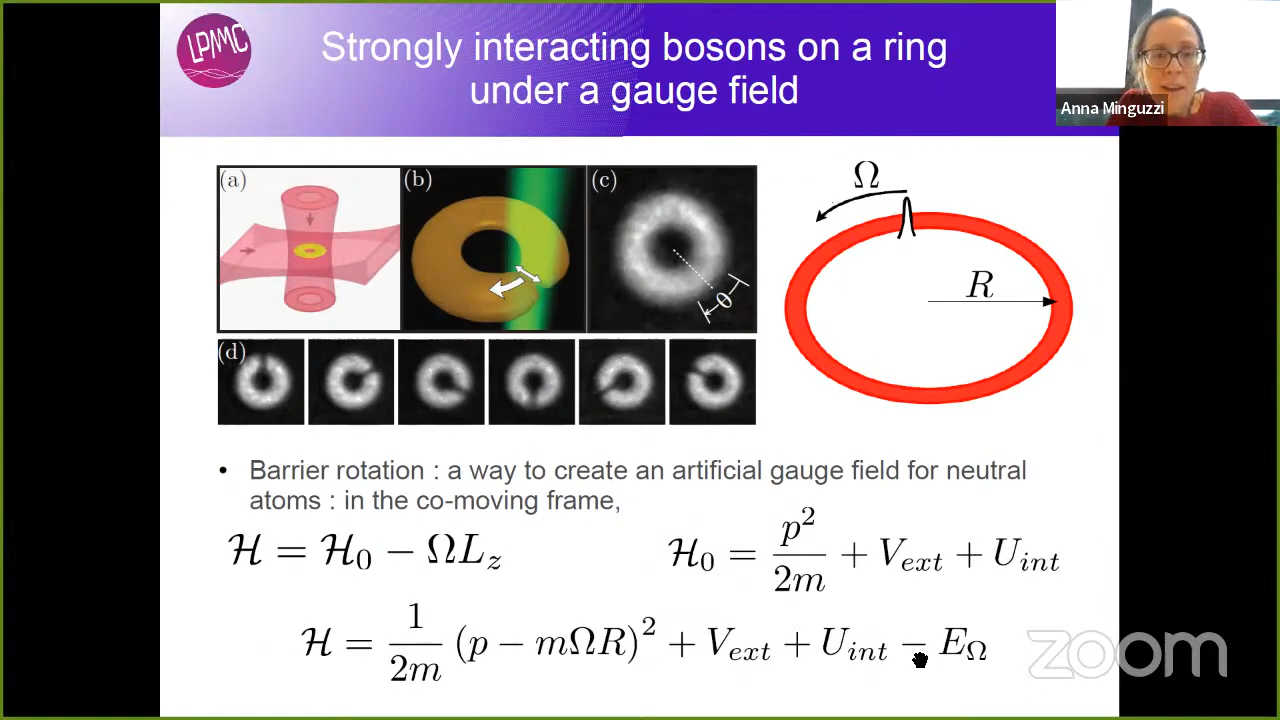 LPMMC
Strongly interacting bosons on a ring
under a gauge field
Anna Minguzzi
(a)
(b)
(c)
θ
(d)
Ω
R
• Barrier rotation : a way to create an artificial gauge field for neutral
atoms : in the co-moving frame,
ℋ = ℋ₀ − ΩL_z
ℋ₀ = p²/2m + V_ext + U_int
ℋ = 1/2m (p − mΩR)² + V_ext + U_int − E_Ω
zoom